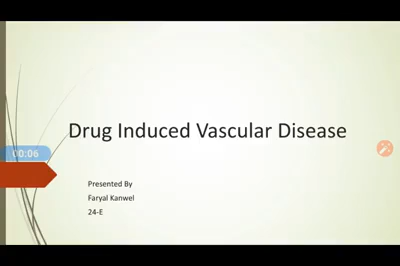 Drug Induced Vascular Disease
00:06
Presented By
Faryal Kanwel
24-E